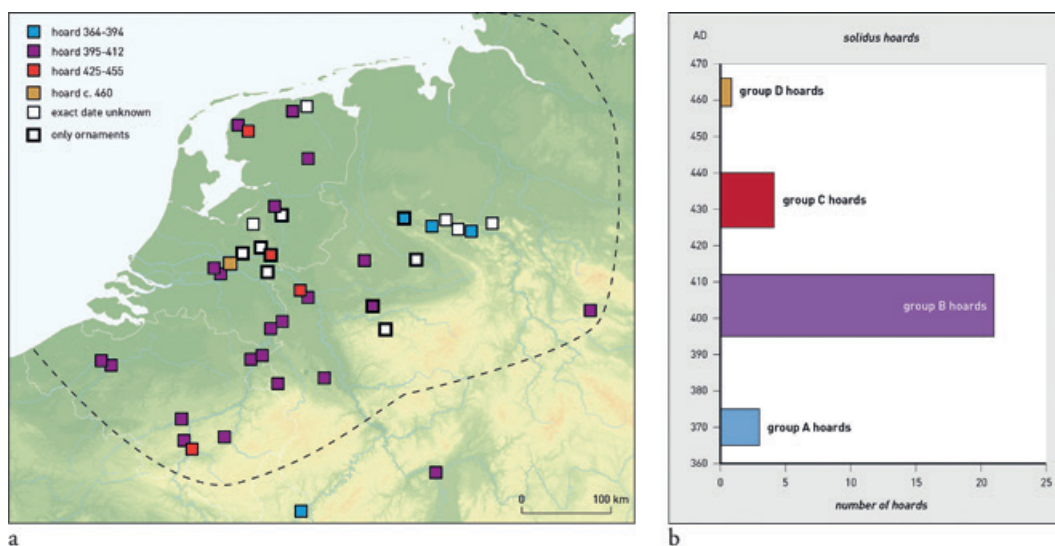 hoard 364-394
hoard 395-412
hoard 425-455
hoard c. 460
exact date unknown
only ornaments
0 100 km
a
AD
solidus hoards
470
460
450
440
430
420
410
400
390
380
370
360
group D hoards
group C hoards
group B hoards
group A hoards
0 5 10 15 20 25
number of hoards
b